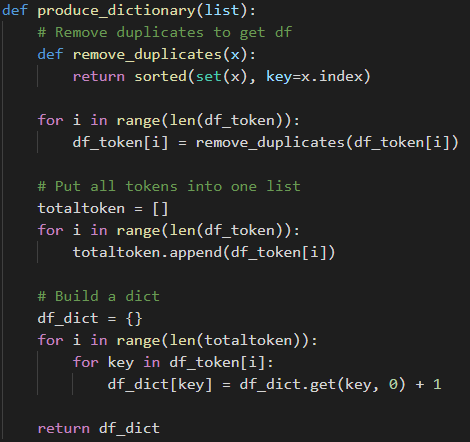 def produce_dictionary(list):
    # Remove duplicates to get df
    def remove_duplicates(x):
        return sorted(set(x), key=x.index)

    for i in range(len(df_token)):
        df_token[i] = remove_duplicates(df_token[i])

    # Put all tokens into one list
    totaltoken = []
    for i in range(len(df_token)):
        totaltoken.append(df_token[i])

    # Build a dict
    df_dict = {}
    for i in range(len(totaltoken)):
        for key in df_token[i]:
            df_dict[key] = df_dict.get(key, 0) + 1

    return df_dict